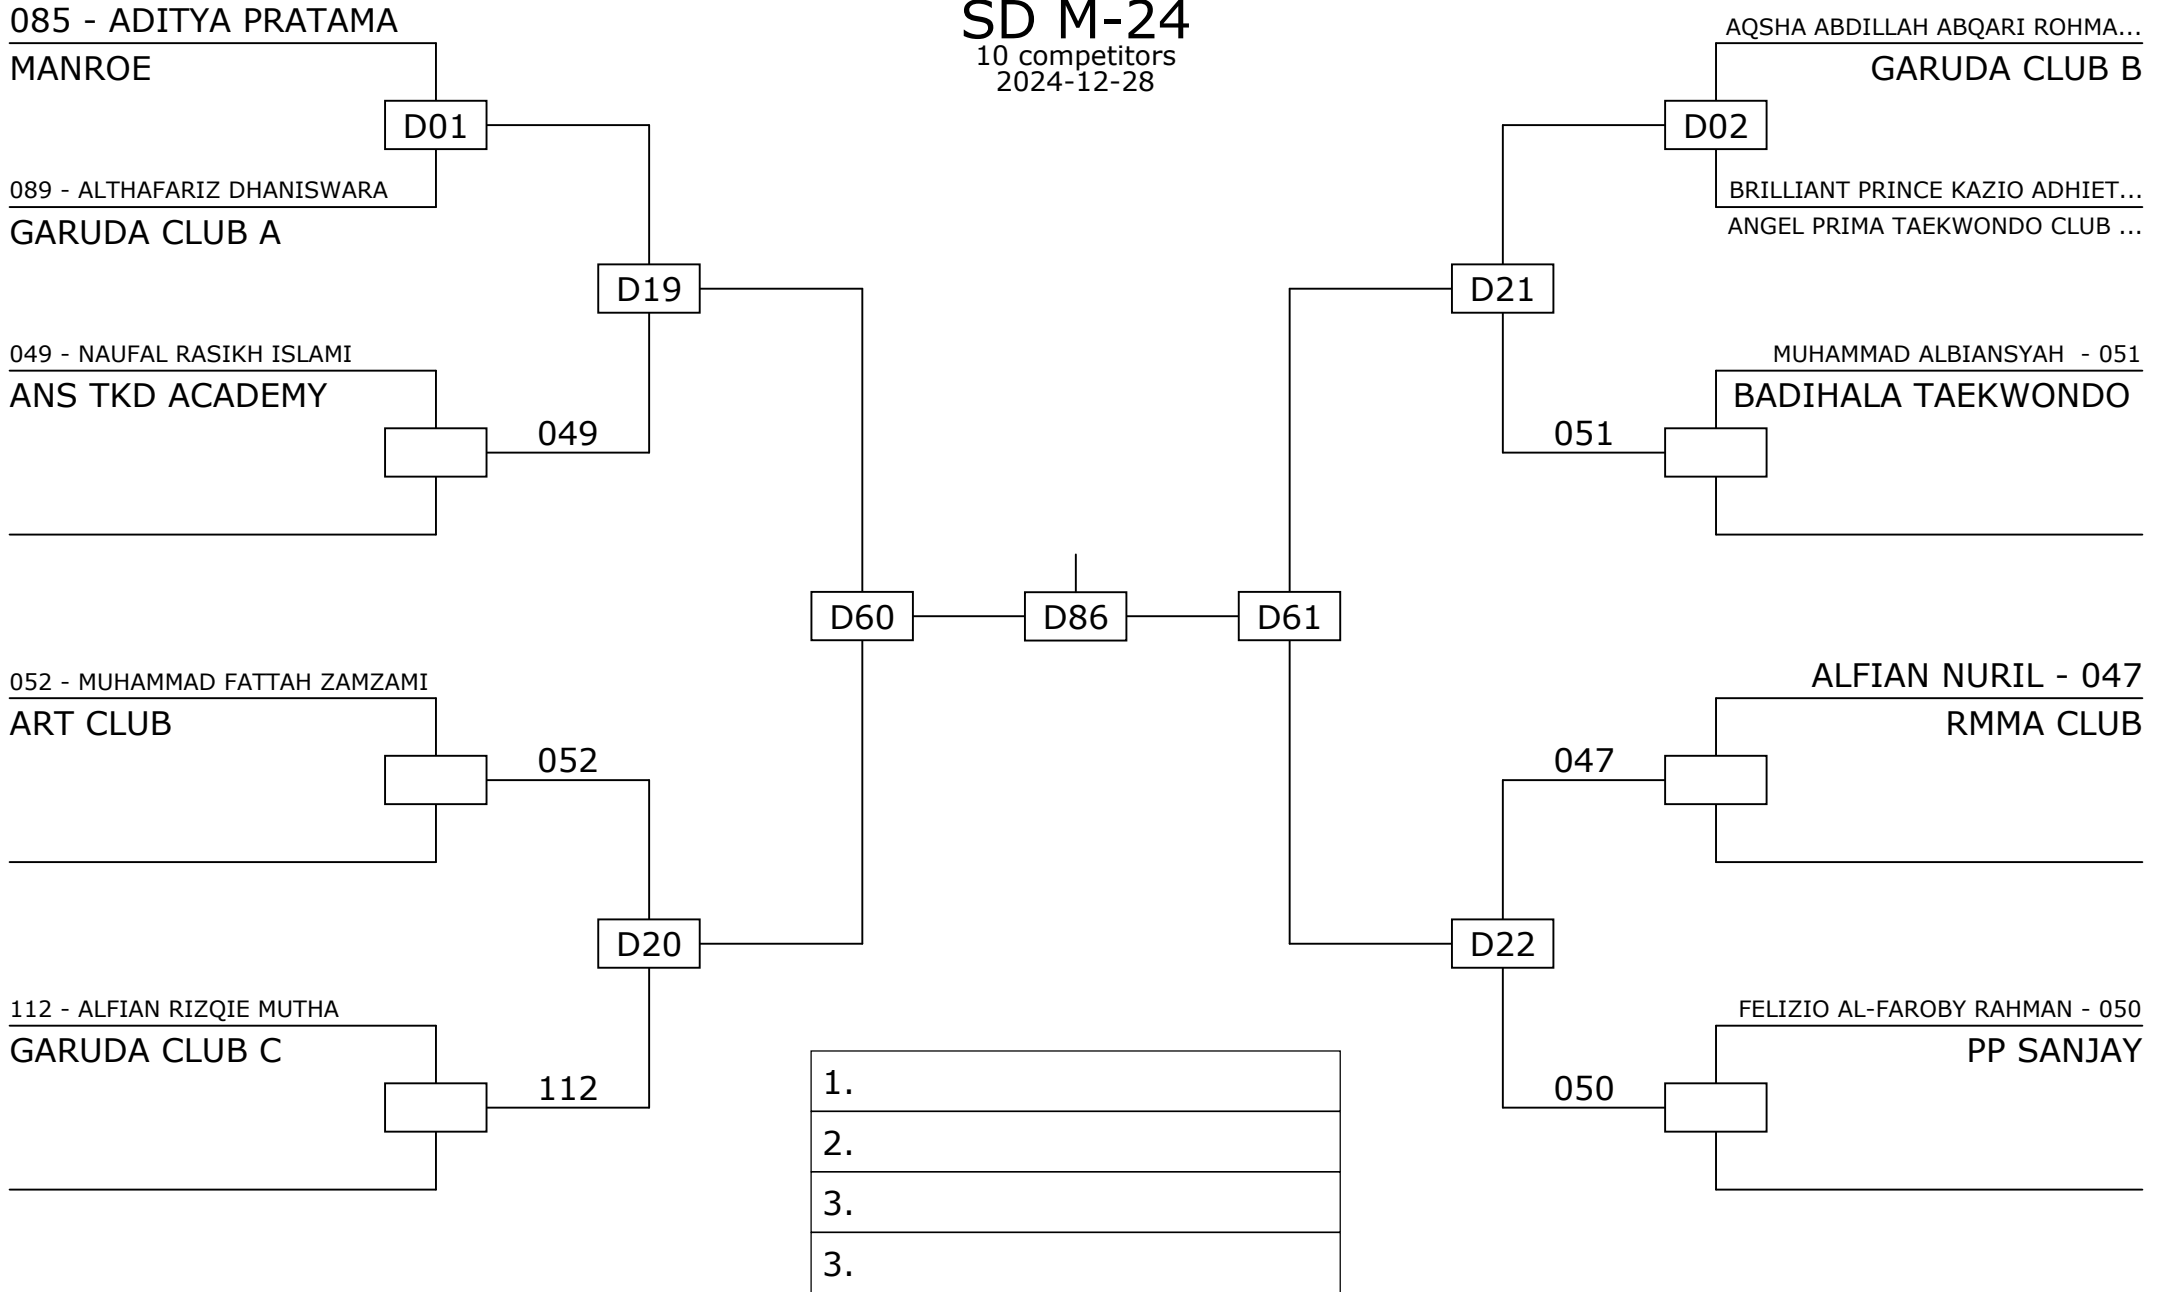 SD M-24
10 competitors
2024-12-28
085 - ADITYA PRATAMA
MANROE
D01
089 - ALTHAFARIZ DHANISWARA
GARUDA CLUB A
D19
049 - NAUFAL RASIKH ISLAMI
ANS TKD ACADEMY
049
052 - MUHAMMAD FATTAH ZAMZAMI
ART CLUB
052
D20
112 - ALFIAN RIZQIE MUTHA
GARUDA CLUB C
112
D60
D86
D61
AQSHA ABDILLAH ABQARI ROHMA...
GARUDA CLUB B
D02
BRILLIANT PRINCE KAZIO ADHIET...
ANGEL PRIMA TAEKWONDO CLUB ...
D21
MUHAMMAD ALBIANSYAH  - 051
BADIHALA TAEKWONDO
051
ALFIAN NURIL - 047
RMMA CLUB
047
D22
FELIZIO AL-FAROBY RAHMAN - 050
PP SANJAY
050
1.
2.
3.
3.